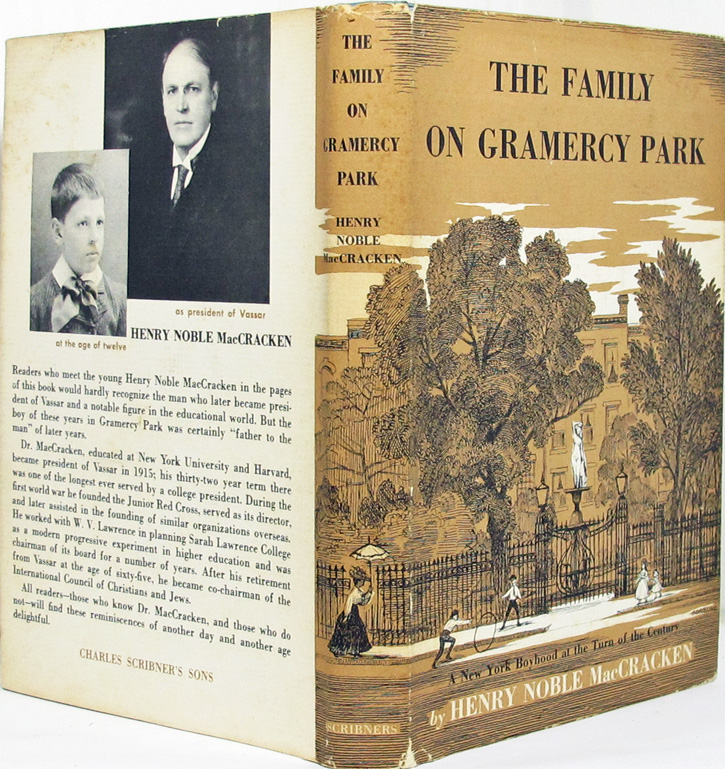 as president of Vassar
at the age of twelve
HENRY NOBLE MacCRACKEN
Readers who meet the young Henry Noble MacCracken in the pages
of this book would hardly recognize the man who later became presi-
dent of Vassar and a notable figure in the educational world. But the
boy of these years in Gramercy Park was certainly "father to the
man" of later years.
Dr. MacCracken, educated at New York University and Harvard,
became president of Vassar in 1915; his thirty-two year term there
was one of the longest ever served by a college president. During the
first world war he founded the Junior Red Cross, served as its director,
and later assisted in the founding of similar organizations overseas.
He worked with W. V. Lawrence in planning Sarah Lawrence College
as a modern progressive experiment in higher education and was
chairman of its board for a number of years. After his retirement
from Vassar at the age of sixty-five, he became co-chairman of the
International Council of Christians and Jews.
All readers—those who know Dr. MacCracken, and those who do
not—will find these reminiscences of another day and another age
delightful.
CHARLES SCRIBNER'S SONS
THE
FAMILY
ON
GRAMERCY
PARK
HENRY
NOBLE
MacCRACKEN
SCRIBNERS
THE FAMILY
ON GRAMERCY PARK
A New York Boyhood at the Turn of the Century
by HENRY NOBLE MacCRACKEN